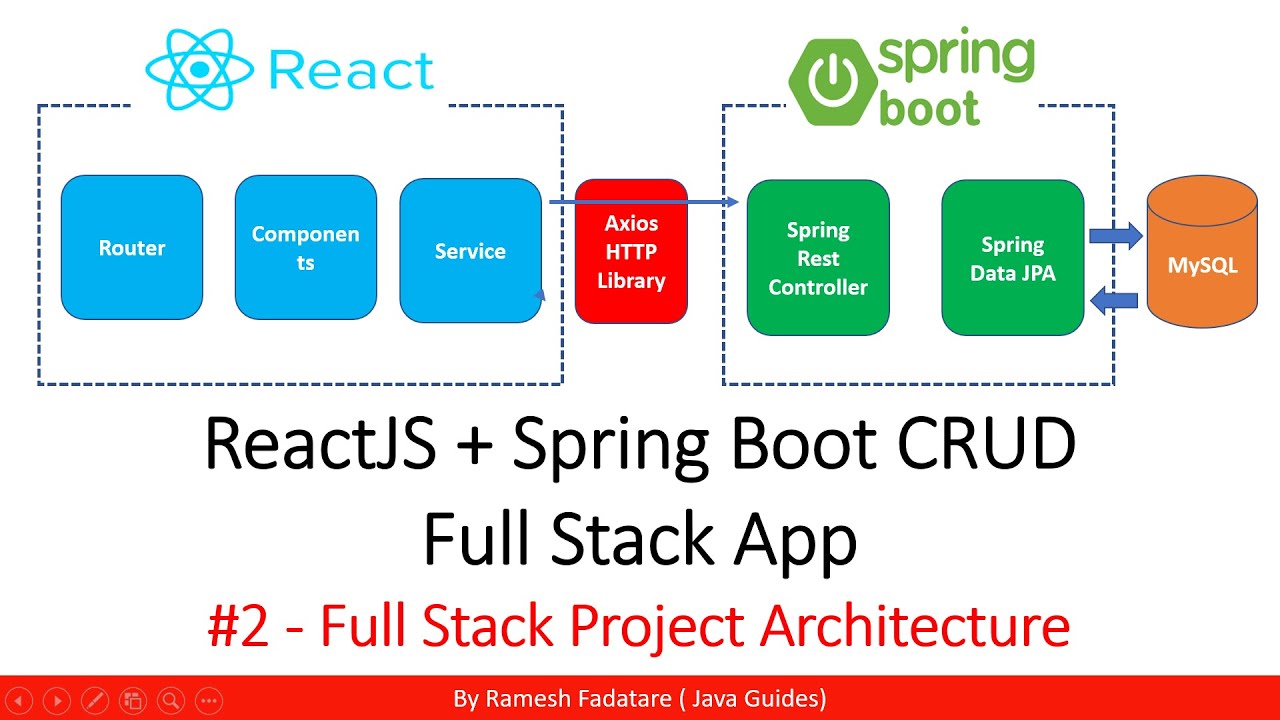 React
spring
boot
Router
Componen
ts
Service
Axios
HTTP
Library
Spring
Rest
Controller
Spring
Data JPA
MySQL
ReactJS + Spring Boot CRUD
Full Stack App
#2 - Full Stack Project Architecture
By Ramesh Fadatare ( Java Guides)